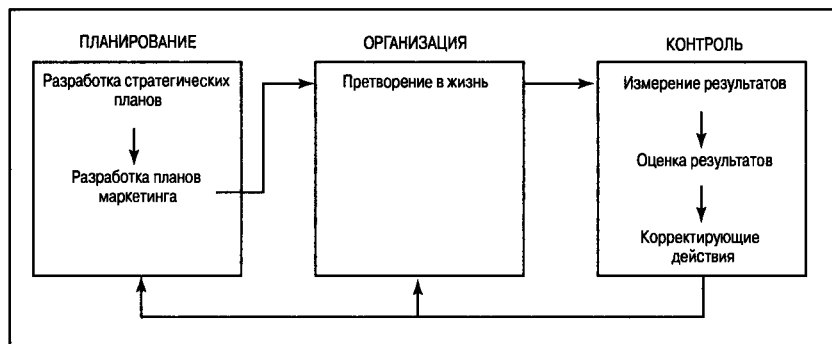 ПЛАНИРОВАНИЕ
Разработка стратегических
планов
Разработка планов
маркетинга
ОРГАНИЗАЦИЯ
Претворение в жизнь
КОНТРОЛЬ
Измерение результатов
Оценка результатов
Корректирующие
действия